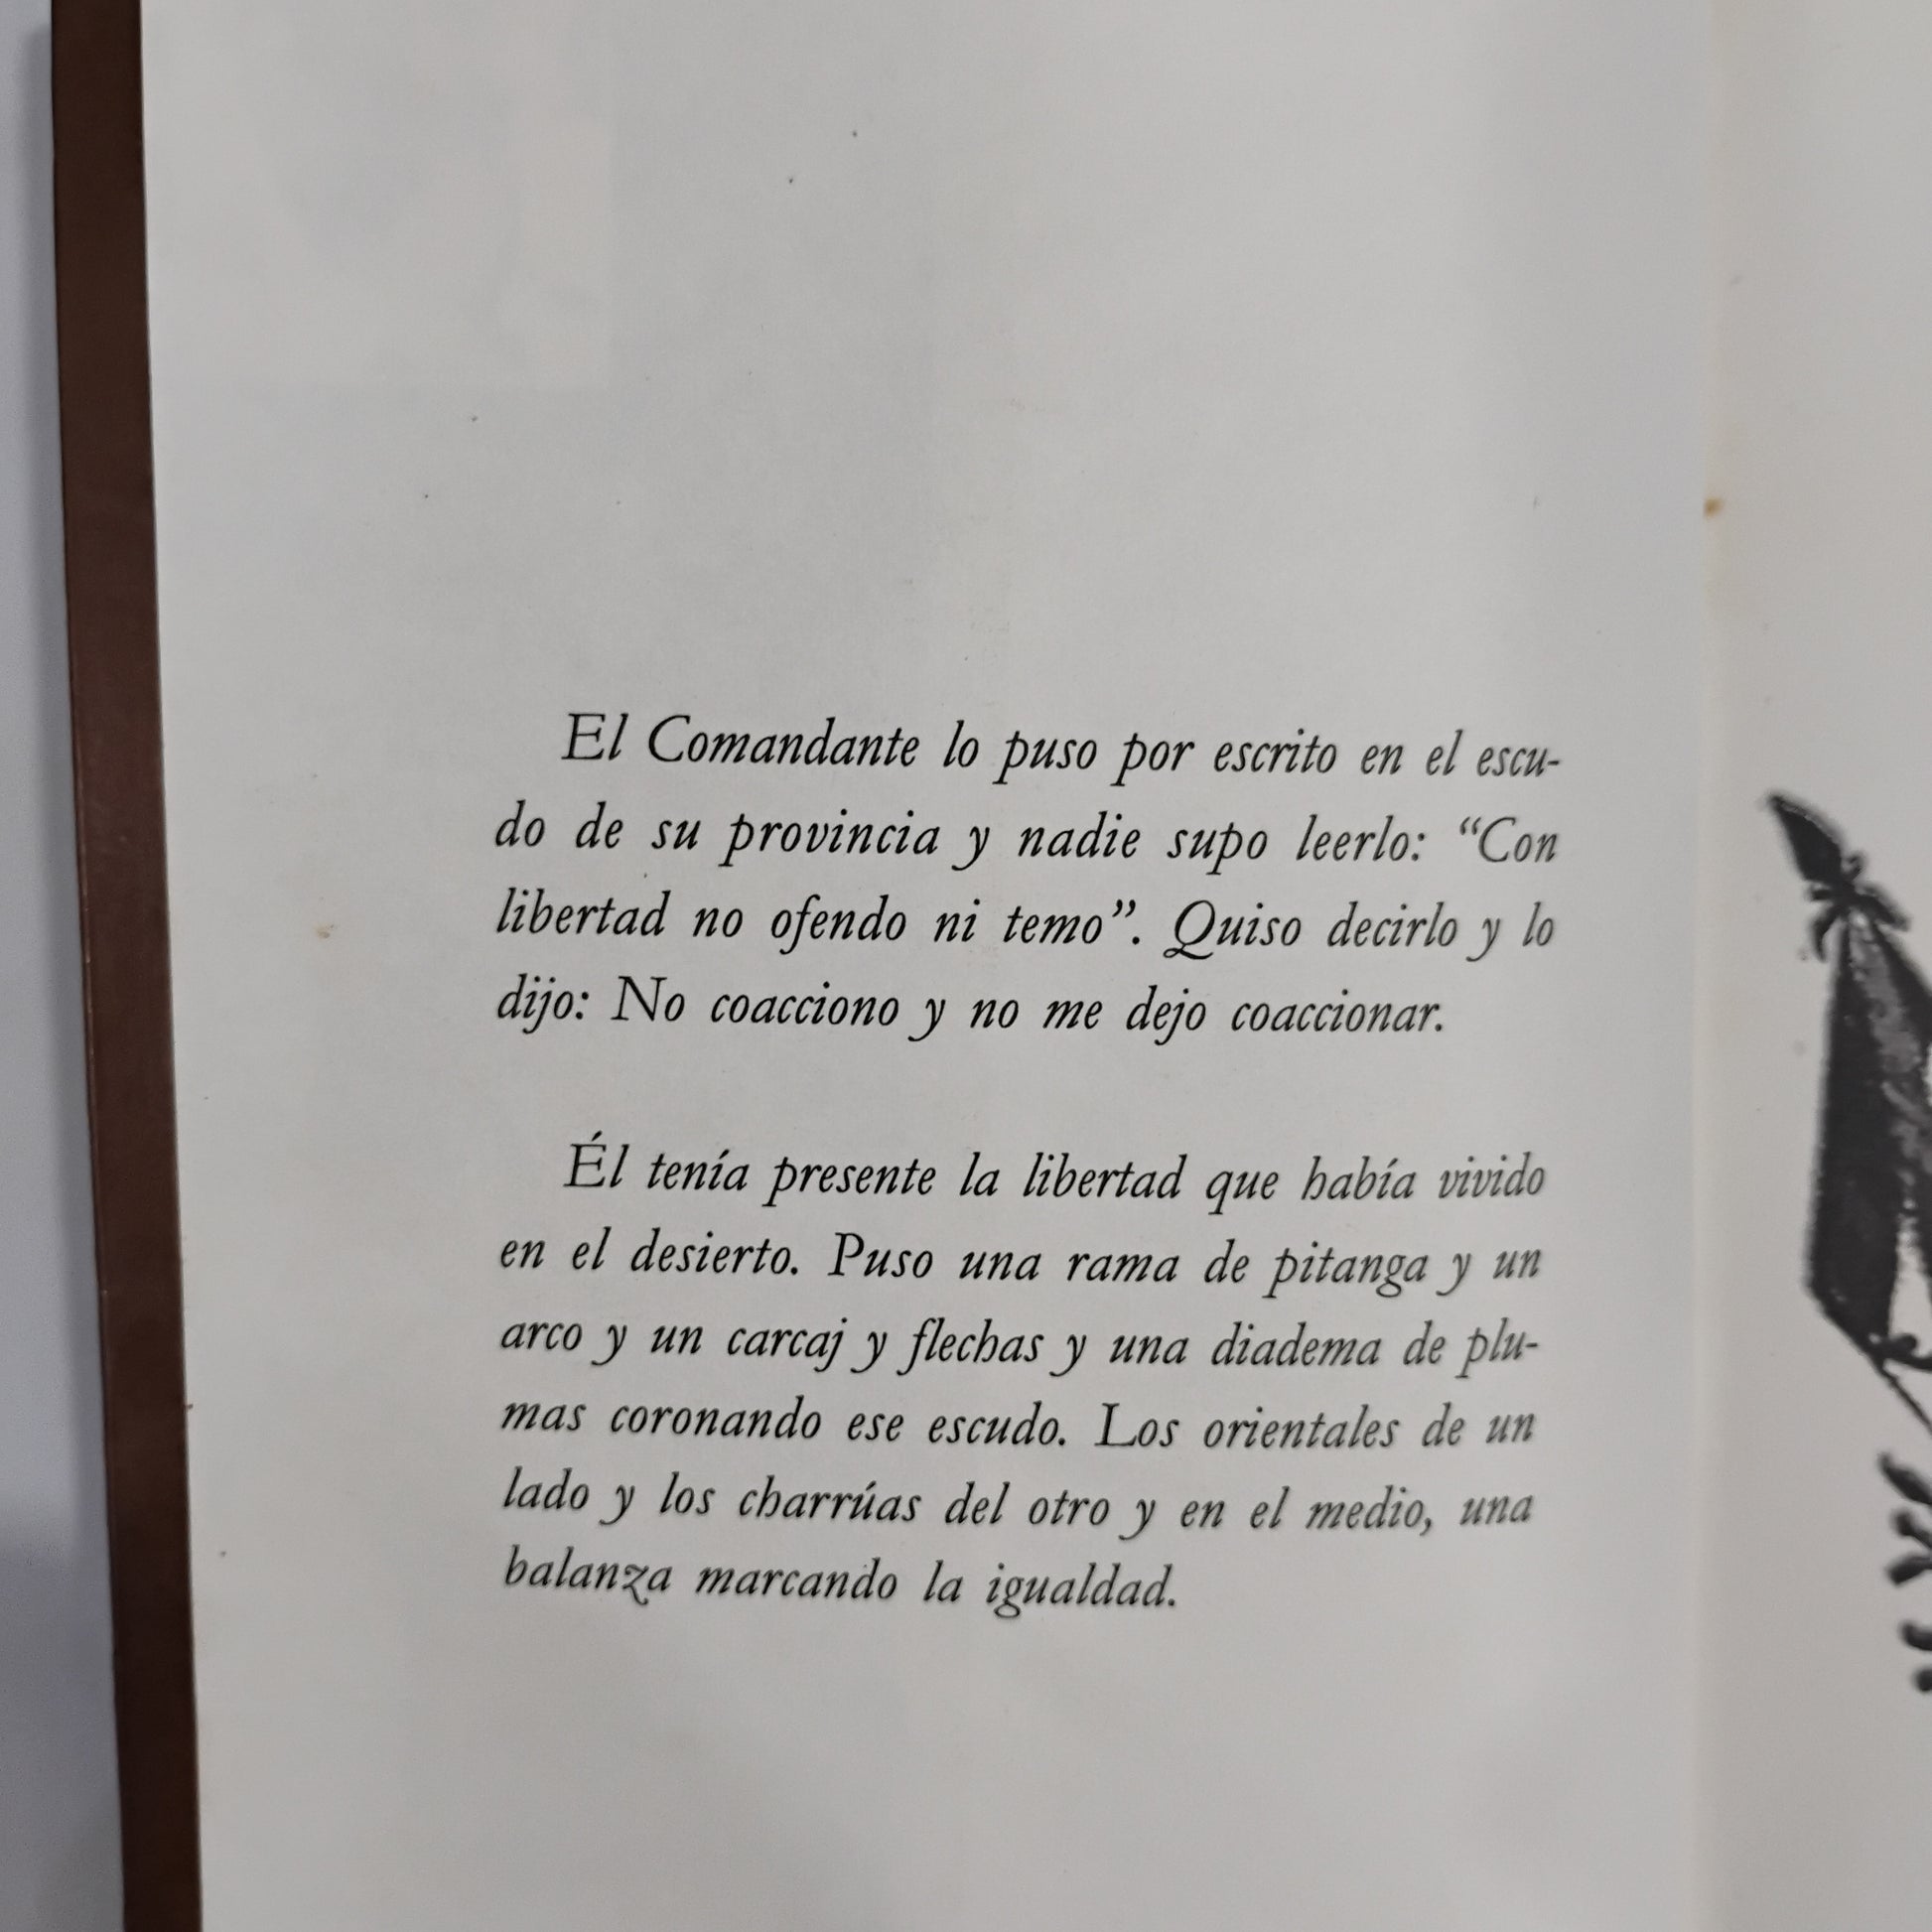 El Comandante lo puso por escrito en el escu-
do de su provincia y nadie supo leerlo: “Con
libertad no ofendo ni temo”. Quiso decirlo y lo
dijo: No coacciono y no me dejo coaccionar.
Él tenía presente la libertad que había vivido
en el desierto. Puso una rama de pitanga y un
arco y un carcaj y flechas y una diadema de plu-
mas coronando ese escudo. Los orientales de un
lado y los charrúas del otro y en el medio, una
balanza marcando la igualdad.